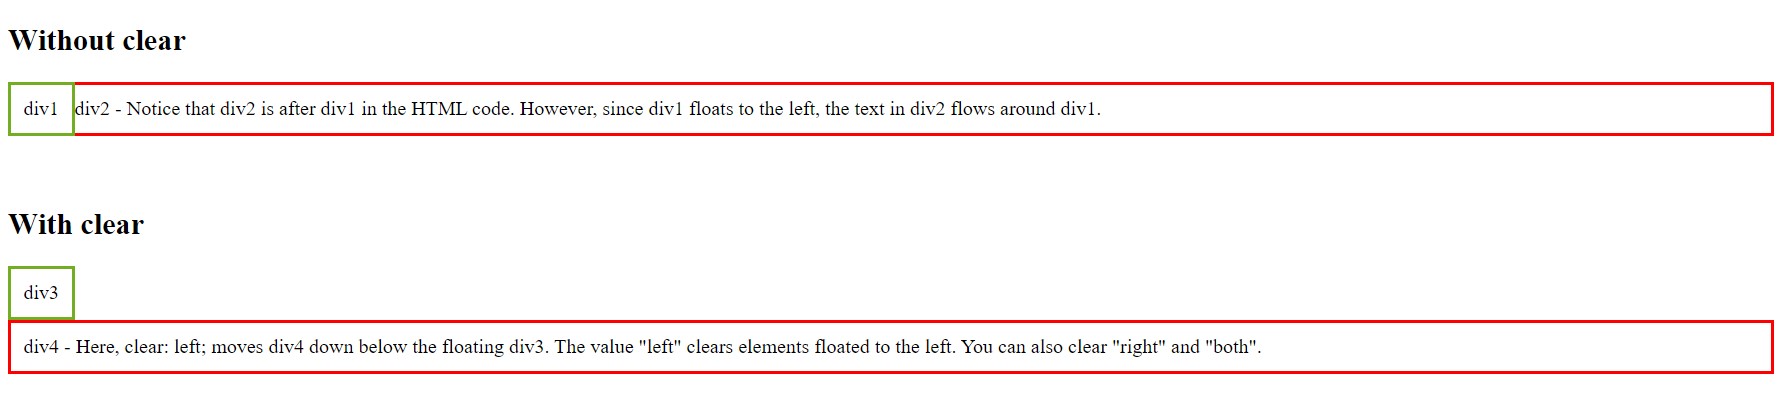 Without clear
div1 div2 - Notice that div2 is after div1 in the HTML code. However, since div1 floats to the left, the text in div2 flows around div1.
With clear
div3
div4 - Here, clear: left; moves div4 down below the floating div3. The value "left" clears elements floated to the left. You can also clear "right" and "both".